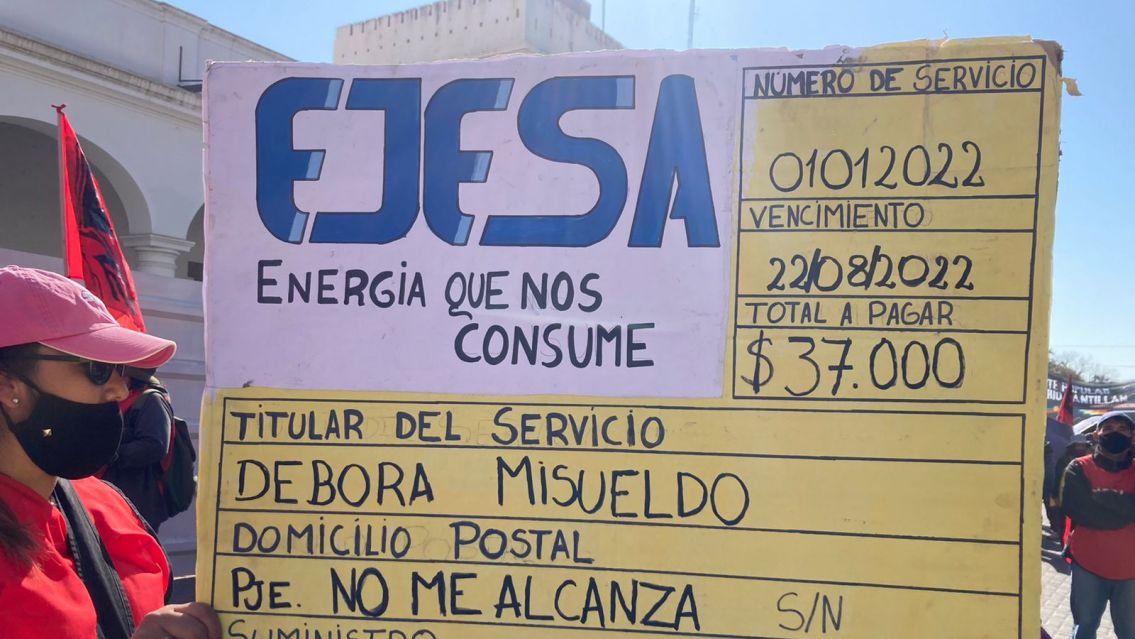 EJESA
ENERGIA QUE NOS
CONSUME
NÚMERO DE SERVICIO
01012022
VENCIMIENTO
22/08/2022
TOTAL A PAGAR
$37.000
TITULAR DEL SERVICIO
DEBORA MISUELDO
DOMICILIO POSTAL
PJE. NO ME ALCANZA S/N
SUMINISTRO